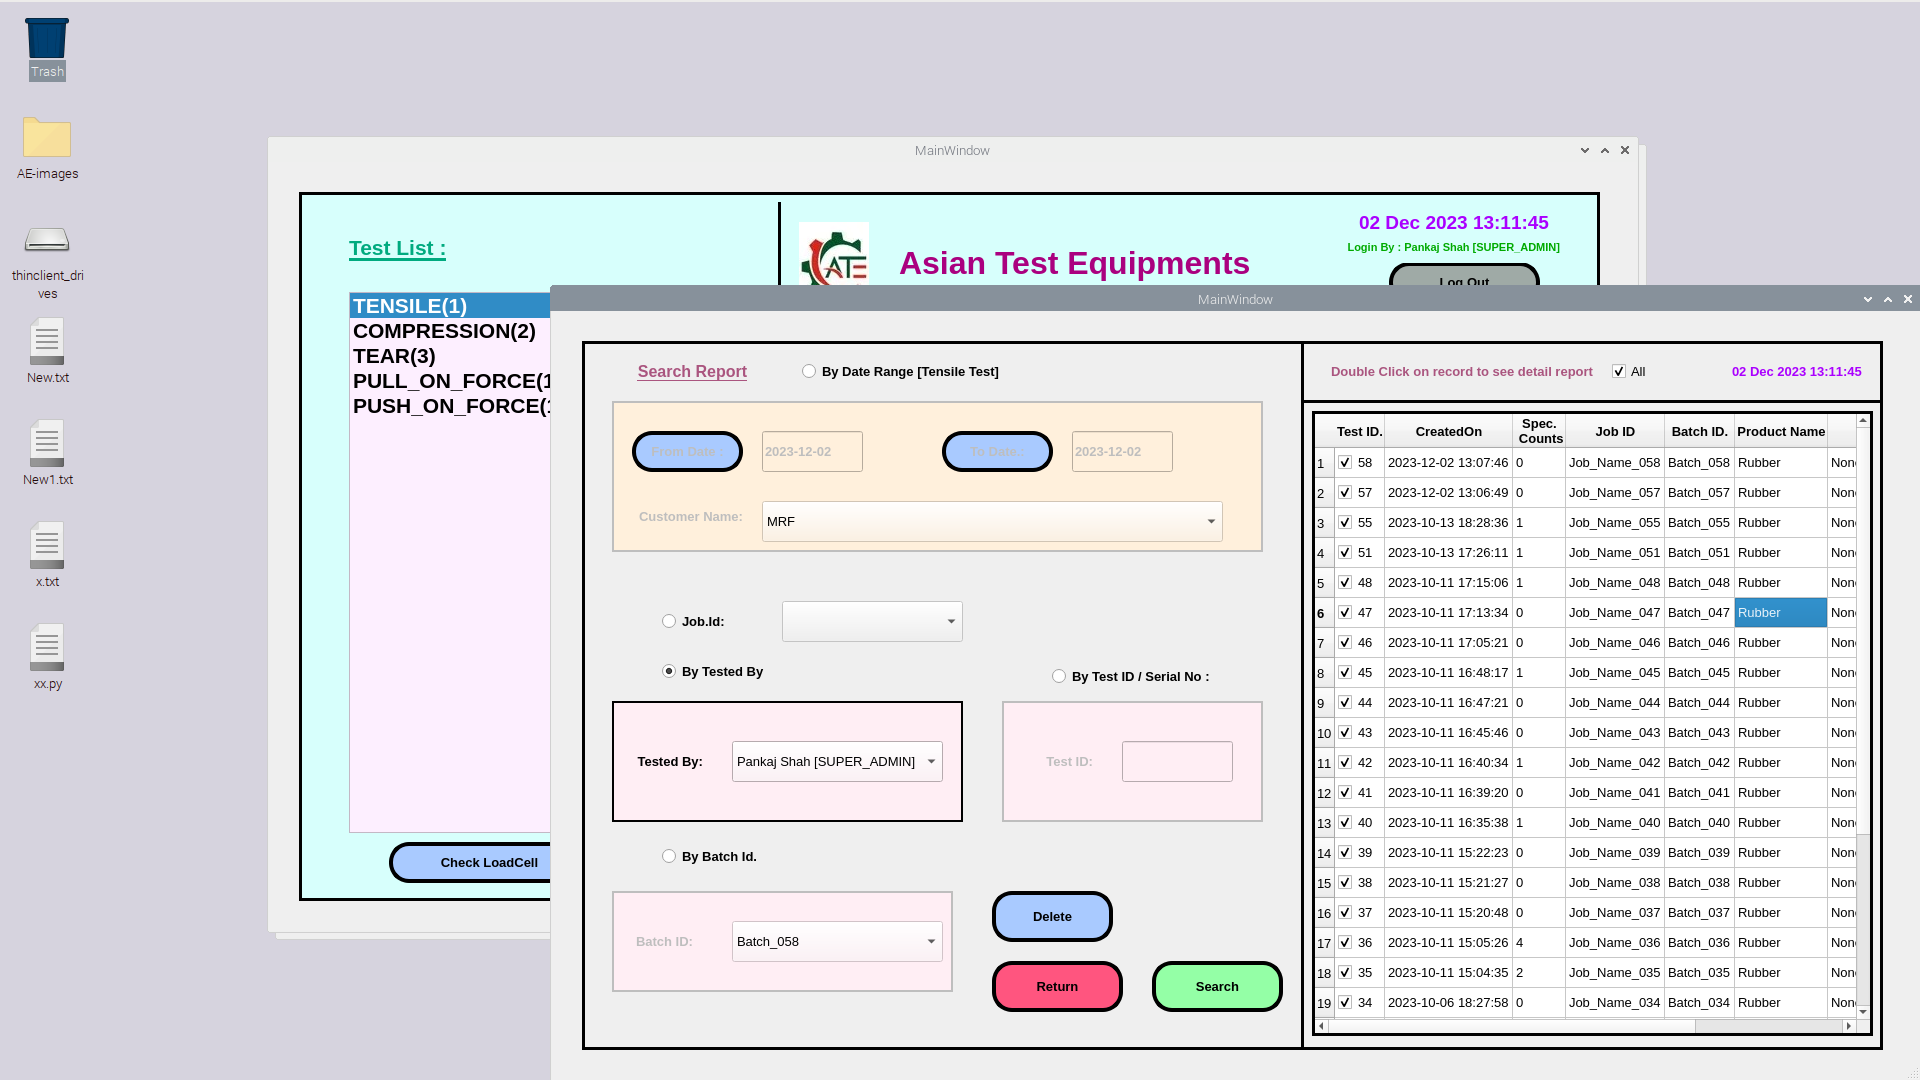 Trash
AE-images
thinclient_dri
ves
New.txt
New1.txt
x.txt
xx.py
MainWindow
Test List :
ATE
Asian Test Equipments
02 Dec 2023 13:11:45
Login By : Pankaj Shah [SUPER_ADMIN]
Log Out
TENSILE(1)
COMPRESSION(2)
TEAR(3)
PULL_ON_FORCE(1
PUSH_ON_FORCE(1
Check LoadCell
MainWindow
Search Report
By Date Range [Tensile Test]
From Date :
2023-12-02
To Date :
2023-12-02
Customer Name:
MRF
Job.Id:
By Tested By
By Test ID / Serial No :
Tested By:
Pankaj Shah [SUPER_ADMIN]
Test ID:
By Batch Id.
Batch ID:
Batch_058
Delete
Return
Search
Double Click on record to see detail report
All
02 Dec 2023 13:11:45
Test ID. CreatedOn Spec. Counts Job ID Batch ID. Product Name
1 58 2023-12-02 13:07:46 0 Job_Name_058 Batch_058 Rubber Non
2 57 2023-12-02 13:06:49 0 Job_Name_057 Batch_057 Rubber Non
3 55 2023-10-13 18:28:36 1 Job_Name_055 Batch_055 Rubber Non
4 51 2023-10-13 17:26:11 1 Job_Name_051 Batch_051 Rubber Non
5 48 2023-10-11 17:15:06 1 Job_Name_048 Batch_048 Rubber Non
6 47 2023-10-11 17:13:34 0 Job_Name_047 Batch_047 Rubber Non
7 46 2023-10-11 17:05:21 0 Job_Name_046 Batch_046 Rubber Non
8 45 2023-10-11 16:48:17 1 Job_Name_045 Batch_045 Rubber Non
9 44 2023-10-11 16:47:21 0 Job_Name_044 Batch_044 Rubber Non
10 43 2023-10-11 16:45:46 0 Job_Name_043 Batch_043 Rubber Non
11 42 2023-10-11 16:40:34 1 Job_Name_042 Batch_042 Rubber Non
12 41 2023-10-11 16:39:20 0 Job_Name_041 Batch_041 Rubber Non
13 40 2023-10-11 16:35:38 1 Job_Name_040 Batch_040 Rubber Non
14 39 2023-10-11 15:22:23 0 Job_Name_039 Batch_039 Rubber Non
15 38 2023-10-11 15:21:27 0 Job_Name_038 Batch_038 Rubber Non
16 37 2023-10-11 15:20:48 0 Job_Name_037 Batch_037 Rubber Non
17 36 2023-10-11 15:05:26 4 Job_Name_036 Batch_036 Rubber Non
18 35 2023-10-11 15:04:35 2 Job_Name_035 Batch_035 Rubber Non
19 34 2023-10-06 18:27:58 0 Job_Name_034 Batch_034 Rubber Non